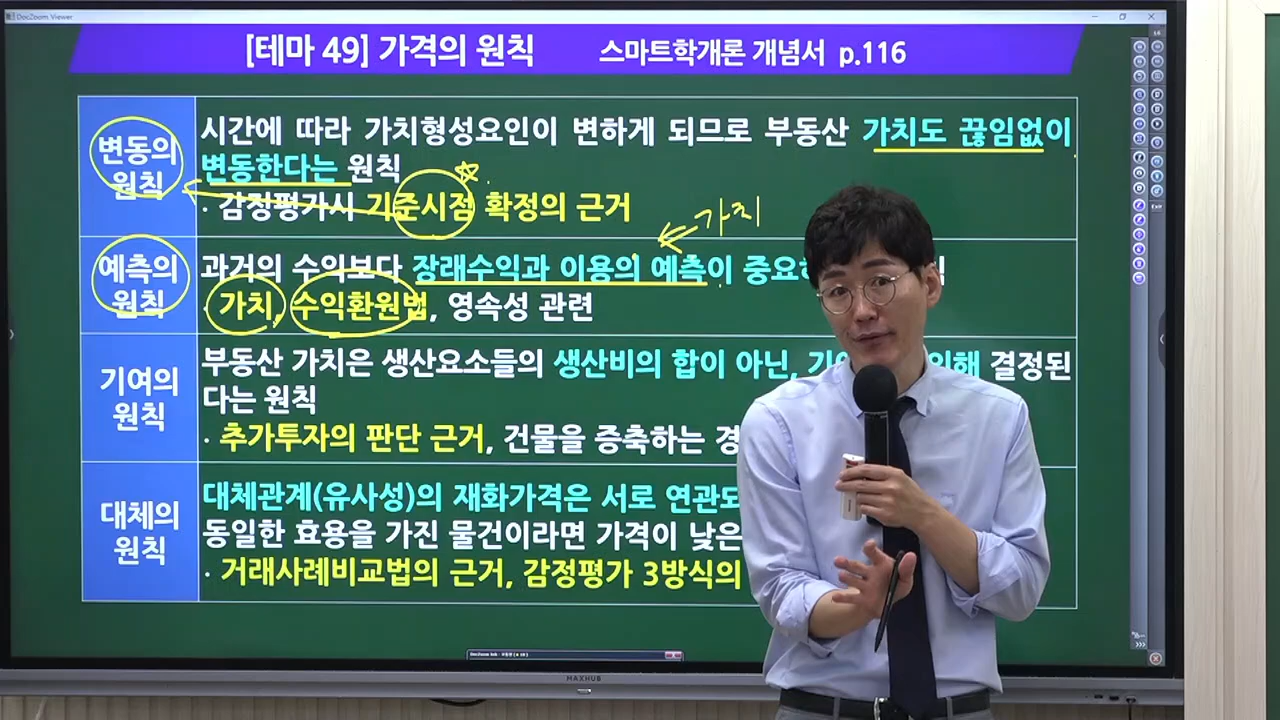 DocZoom Viewer
[테마 49] 가격의 원칙 스마트학개론 개념서 p.116
변동의
원칙
시간에 따라 가치형성요인이 변하게 되므로 부동산 가치도 끊임없이
변동한다는 원칙
· 감정평가시 기준시점 확정의 근거
가치
예측의
원칙
과거의 수익보다 장래수익과 이용의 예측이 중요
· 가치, 수익환원법, 영속성 관련
기여의
원칙
부동산 가치은 생산요소들의 생산비의 합이 아닌, 결정된
다는 원칙
· 추가투자의 판단 근거, 건물을 증축하는
대체의
원칙
대체관계(유사성)의 재화가격은 서로
동일한 효용을 가진 물건이라면 가격이 낮은
· 거래사례비교법의 근거, 감정평가 3방식의
MAXHUB